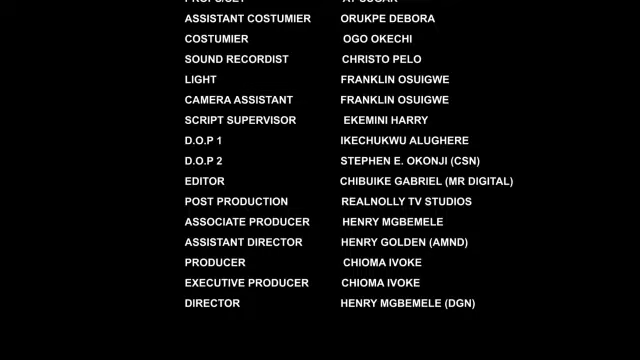 ASSISTANT COSTUMIER ORUKPE DEBORA
COSTUMIER OGO OKECHI
SOUND RECORDIST CHRISTO PELO
LIGHT FRANKLIN OSUIGWE
CAMERA ASSISTANT FRANKLIN OSUIGWE
SCRIPT SUPERVISOR EKEMINI HARRY
D.O.P 1 IKECHUKWU ALUGHERE
D.O.P 2 STEPHEN E. OKONJI (CSN)
EDITOR CHIBUIKE GABRIEL (MR DIGITAL)
POST PRODUCTION REALNOLLY TV STUDIOS
ASSOCIATE PRODUCER HENRY MGBEMELE
ASSISTANT DIRECTOR HENRY GOLDEN (AMND)
PRODUCER CHIOMA IVOKE
EXECUTIVE PRODUCER CHIOMA IVOKE
DIRECTOR HENRY MGBEMELE (DGN)